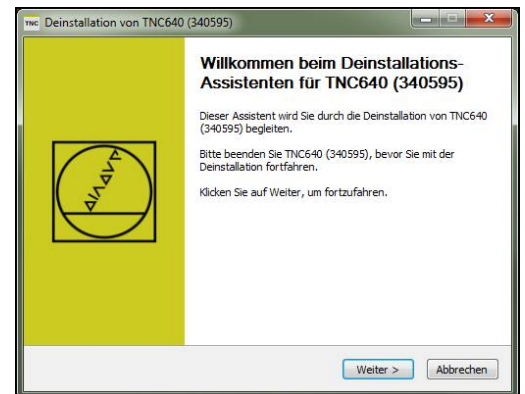 TNC Deinstallation von TNC640 (340595)
Willkommen beim Deinstallations-
Assistenten für TNC640 (340595)
Dieser Assistent wird Sie durch die Deinstallation von TNC640
(340595) begleiten.
Bitte beenden Sie TNC640 (340595), bevor Sie mit der
Deinstallation fortfahren.
Klicken Sie auf Weiter, um fortzufahren.
Weiter > Abbrechen